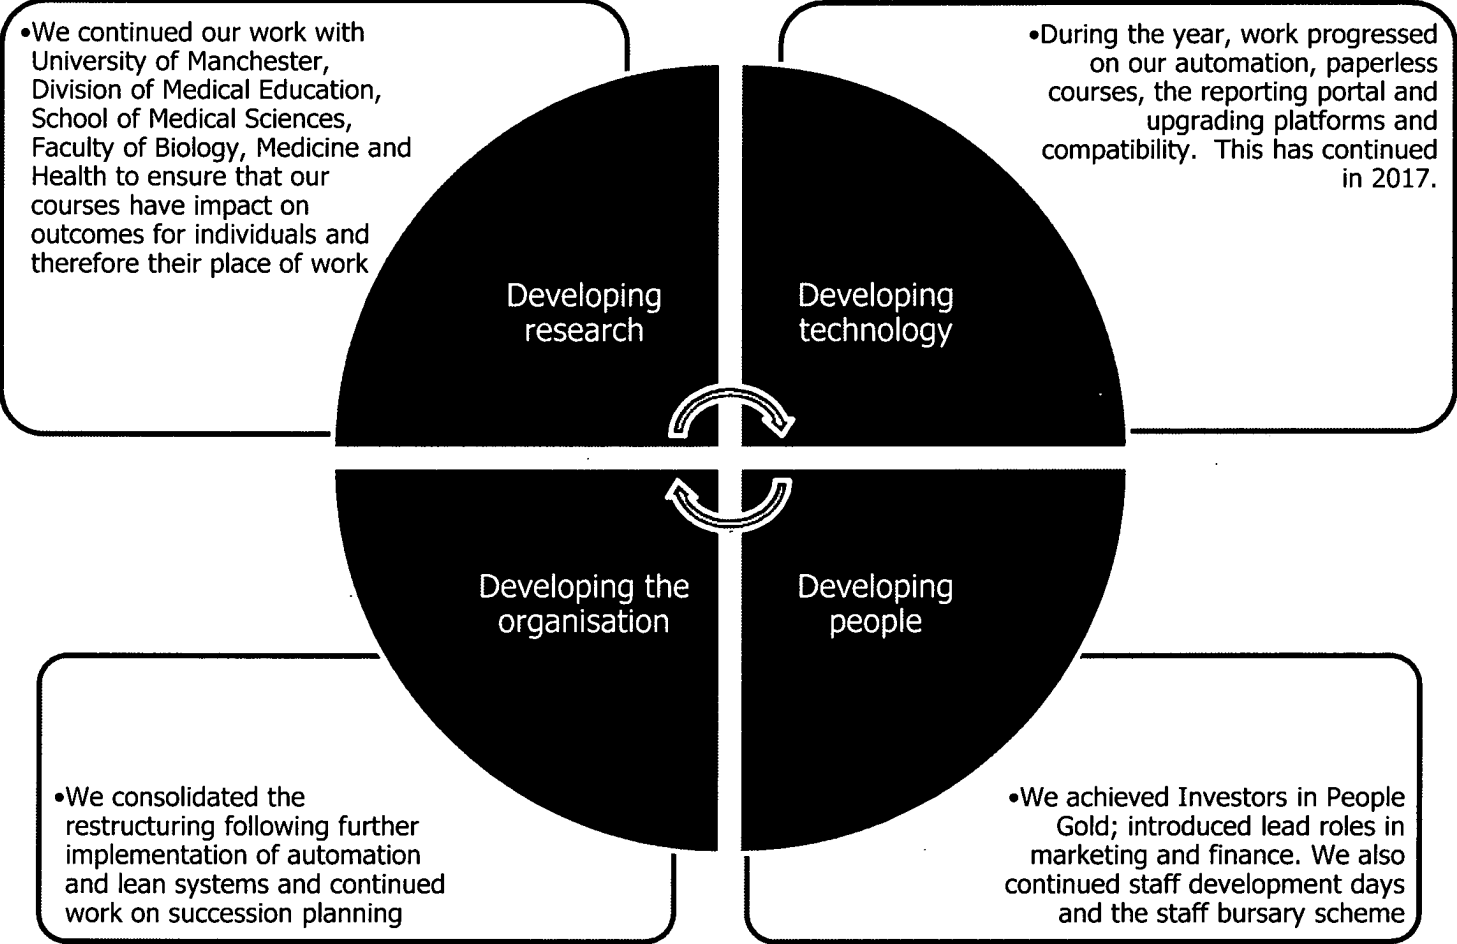 •We continued our work with
University of Manchester,
Division of Medical Education,
School of Medical Sciences,
Faculty of Biology, Medicine and
Health to ensure that our
courses have impact on
outcomes for individuals and
therefore their place of work
•During the year, work progressed
on our automation, paperless
courses, the reporting portal and
upgrading platforms and
compatibility.  This has continued
in 2017.
Developing
research
Developing
technology
Developing the
organisation
Developing
people
•We consolidated the
restructuring following further
implementation of automation
and lean systems and continued
work on succession planning
•We achieved Investors in People
Gold; introduced lead roles in
marketing and finance. We also
continued staff development days
and the staff bursary scheme